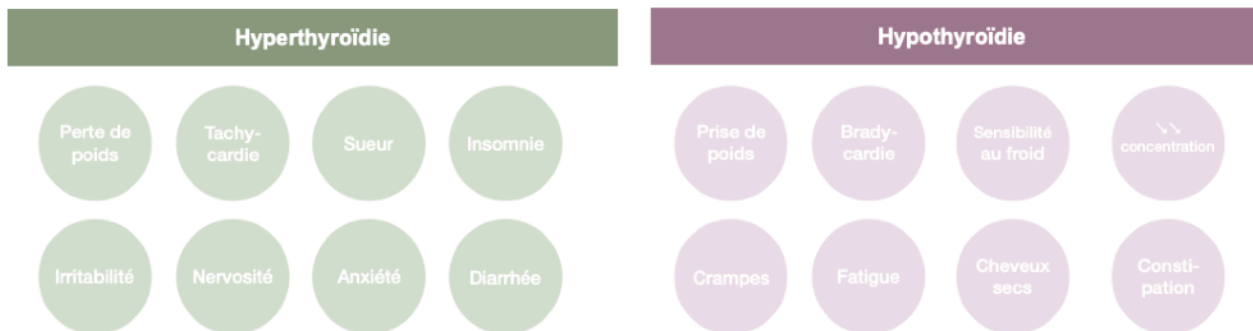 Hyperthyroïdie
Perte de
poids
Tachy-
cardie
Sueur
Insomnie
Irritabilité
Nervosité
Anxiété
Diarrhée
Hypothyroïdie
Prise de
poids
Brady-
cardie
Sensibilité
au froid
↘↘
concentration
Crampes
Fatigue
Cheveux
secs
Consti-
pation